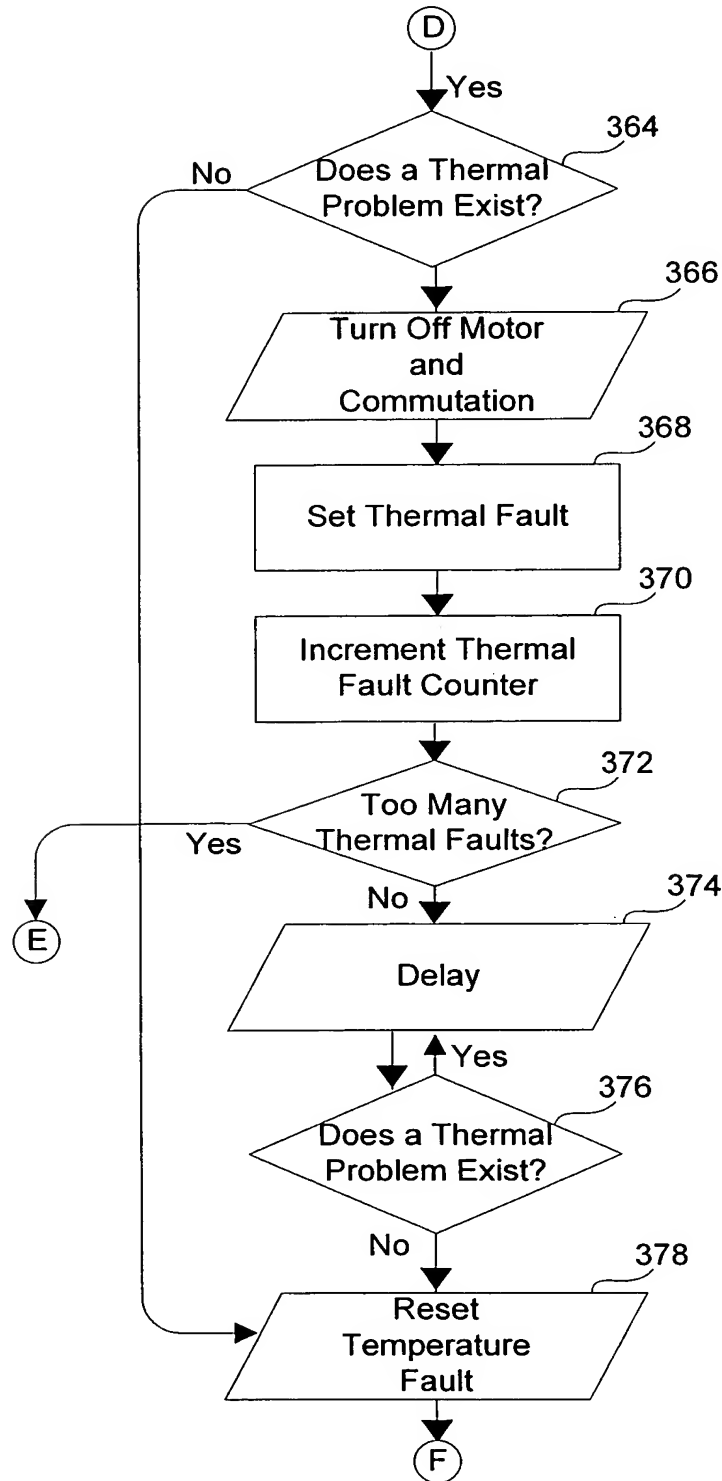 D
Yes
364
No
Does a Thermal
Problem Exist?
366
Turn Off Motor
and
Commutation
368
Set Thermal Fault
370
Increment Thermal
Fault Counter
372
Too Many
Thermal Faults?
Yes
No
374
E
Delay
Yes
376
Does a Thermal
Problem Exist?
No
378
Reset
Temperature
Fault
F